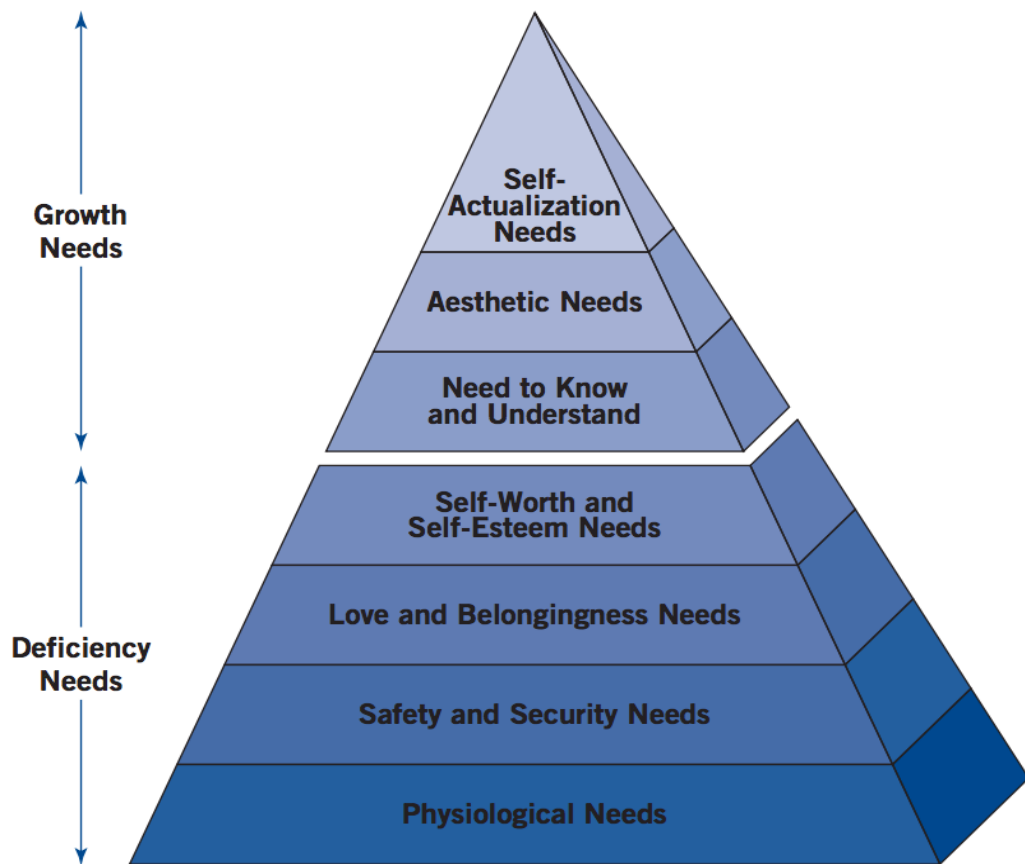 Self-
Actualization
Needs
Growth
Needs
Aesthetic Needs
Need to Know
and Understand
Self-Worth and
Self-Esteem Needs
Love and Belongingness Needs
Deficiency
Needs
Safety and Security Needs
Physiological Needs